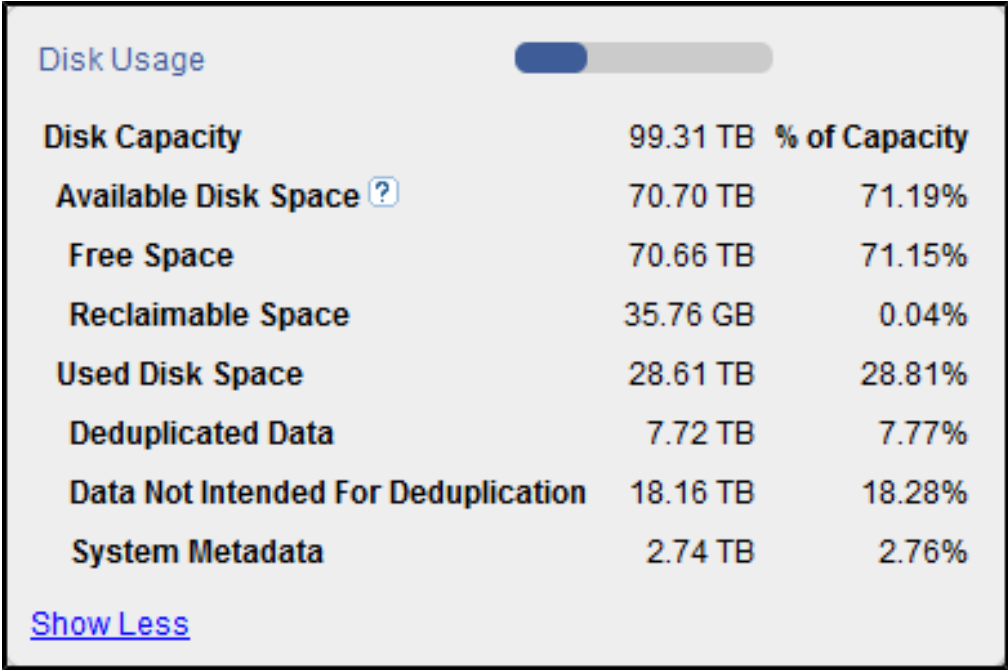 Disk Usage
Disk Capacity 99.31 TB % of Capacity
Available Disk Space ? 70.70 TB 71.19%
Free Space 70.66 TB 71.15%
Reclaimable Space 35.76 GB 0.04%
Used Disk Space 28.61 TB 28.81%
Deduplicated Data 7.72 TB 7.77%
Data Not Intended For Deduplication 18.16 TB 18.28%
System Metadata 2.74 TB 2.76%
Show Less